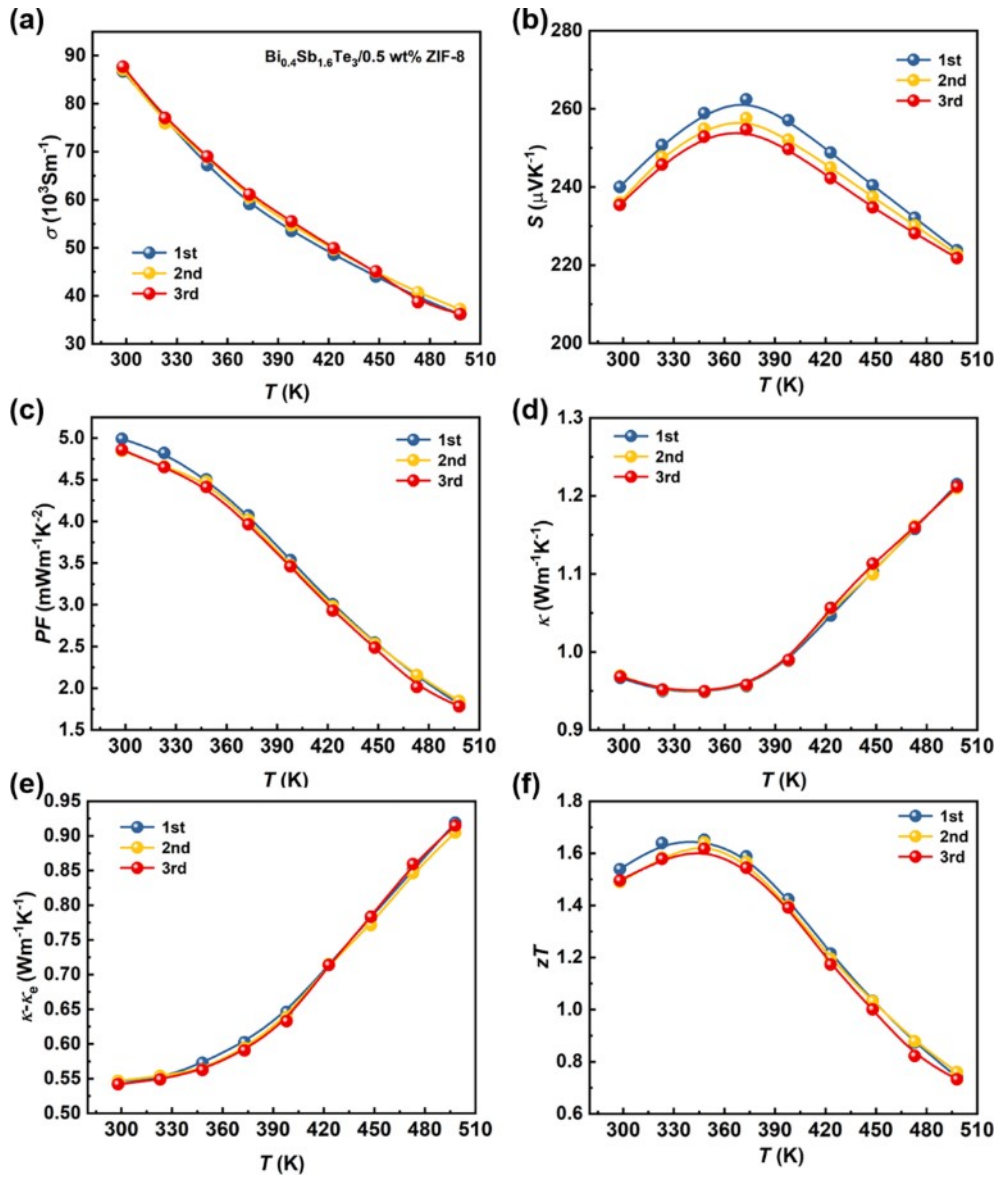 (a)
Bi0.4Sb1.6Te3/0.5 wt% ZIF-8
90
80
70
60
50
40
30
σ (10³Sm⁻¹)
1st
2nd
3rd
300 330 360 390 420 450 480 510
T (K)
(b)
280
260
240
220
200
S (μVK⁻¹)
1st
2nd
3rd
300 330 360 390 420 450 480 510
T (K)
(c)
5.0
4.5
4.0
3.5
3.0
2.5
2.0
1.5
PF (mWm⁻¹K⁻²)
1st
2nd
3rd
300 330 360 390 420 450 480 510
T (K)
(d)
1.3
1.2
1.1
1.0
0.9
κ (Wm⁻¹K⁻¹)
1st
2nd
3rd
300 330 360 390 420 450 480 510
T (K)
(e)
0.95
0.90
0.85
0.80
0.75
0.70
0.65
0.60
0.55
0.50
κ-κe (Wm⁻¹K⁻¹)
1st
2nd
3rd
300 330 360 390 420 450 480 510
T (K)
(f)
1.8
1.6
1.4
1.2
1.0
0.8
0.6
zT
1st
2nd
3rd
300 330 360 390 420 450 480 510
T (K)